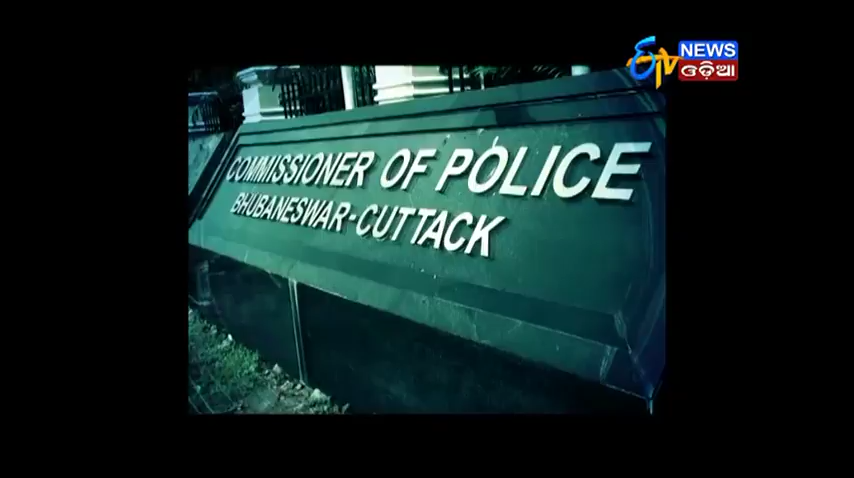 ETV NEWS
ଓଡ଼ିଆ
COMMISSIONER OF POLICE
BHUBANESWAR-CUTTACK